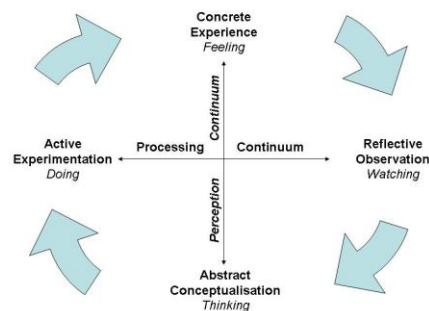 Concrete
Experience
Feeling
Continuum
Active
Experimentation
Doing
Processing
Continuum
Reflective
Observation
Watching
Perception
Abstract
Conceptualisation
Thinking